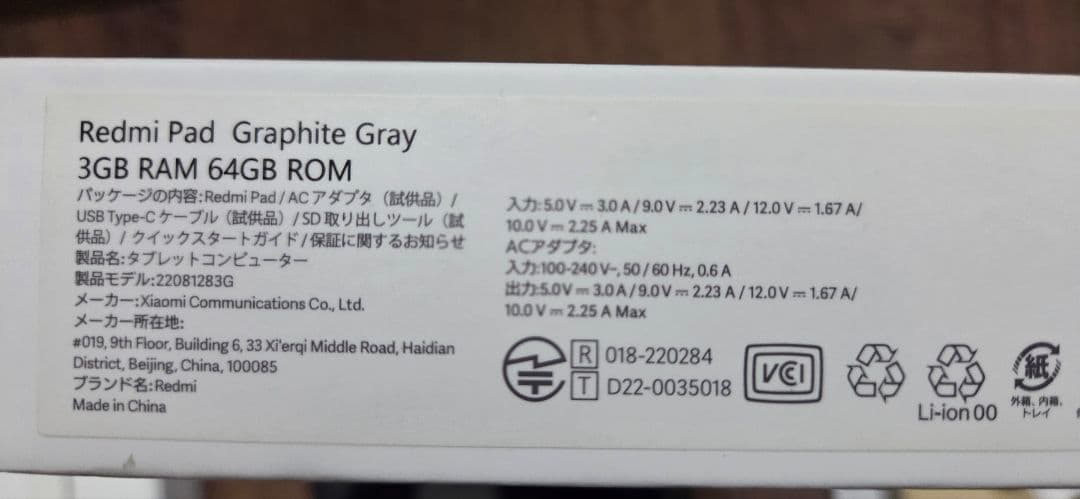 Redmi Pad Graphite Gray
3GB RAM 64GB ROM
パッケージの内容:Redmi Pad/ACアダプタ（試供品）/
USB Type-Cケーブル（試供品）/SD取り出しツール（試
供品）/クイックスタートガイド/保証に関するお知らせ
製品名:タブレットコンピューター
製品モデル:22081283G
メーカー:Xiaomi Communications Co., Ltd.
メーカー所在地:
#019, 9th Floor, Building 6, 33 Xi'erqi Middle Road, Haidian
District, Beijing, China, 100085
ブランド名:Redmi
Made in China
入力:5.0V⎓3.0A/9.0V⎓2.23A/12.0V⎓1.67A/
10.0V⎓2.25A Max
ACアダプタ:
入力:100-240V~, 50/60Hz, 0.6A
出力:5.0V⎓3.0A/9.0V⎓2.23A/12.0V⎓1.67A/
10.0V⎓2.25A Max
R 018-220284
T D22-0035018
VCCI
Li-ion 00
紙
外箱、内箱、
トレイ